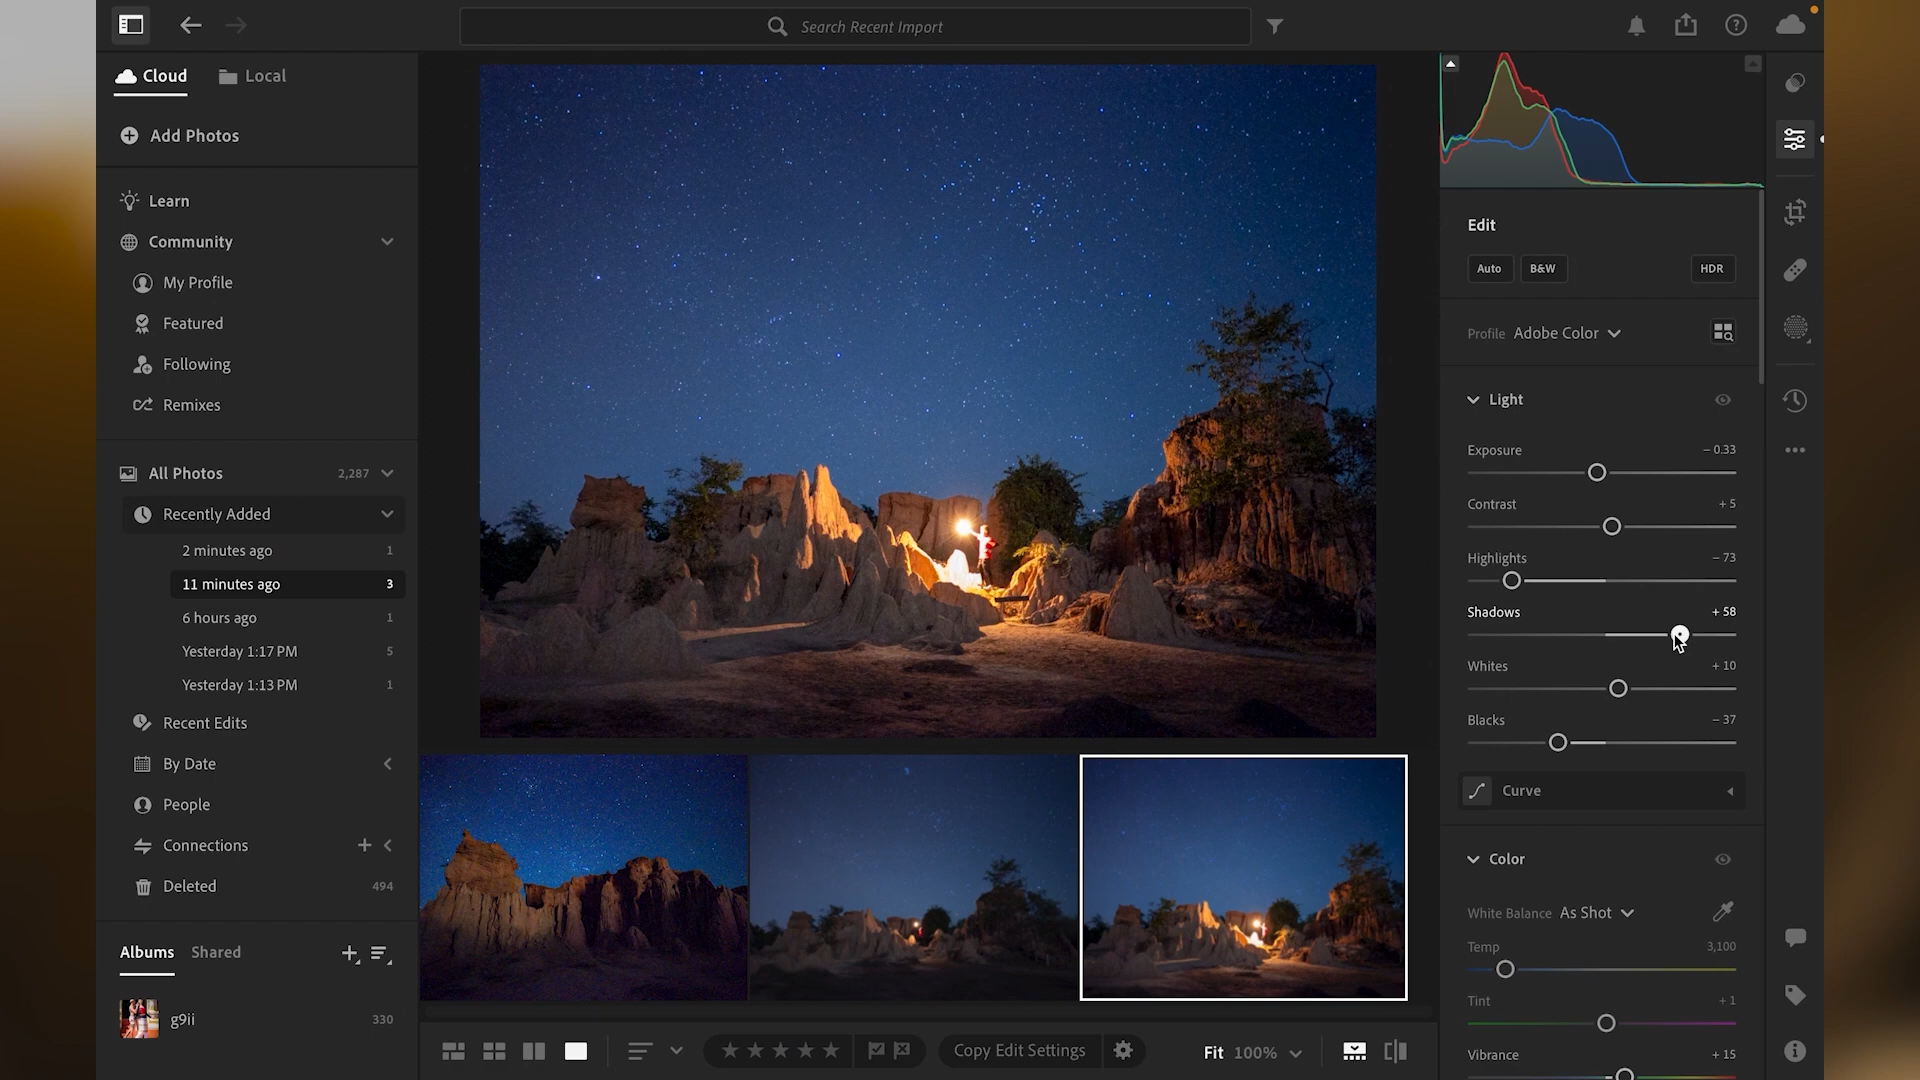 Search Recent Import
Cloud
Local
Add Photos
Learn
Community
My Profile
Featured
Following
Remixes
All Photos 2,287
Recently Added
2 minutes ago 1
11 minutes ago 3
6 hours ago 1
Yesterday 1:17 PM 5
Yesterday 1:13 PM 1
Recent Edits
By Date
People
Connections
Deleted 494
Albums Shared
g9ii 330
Copy Edit Settings
Fit 100%
Edit
Auto B&W HDR
Profile Adobe Color
Light
Exposure – 0.33
Contrast + 5
Highlights – 73
Shadows + 58
Whites + 10
Blacks – 37
Curve
Color
White Balance As Shot
Temp 3,100
Tint + 1
Vibrance + 15